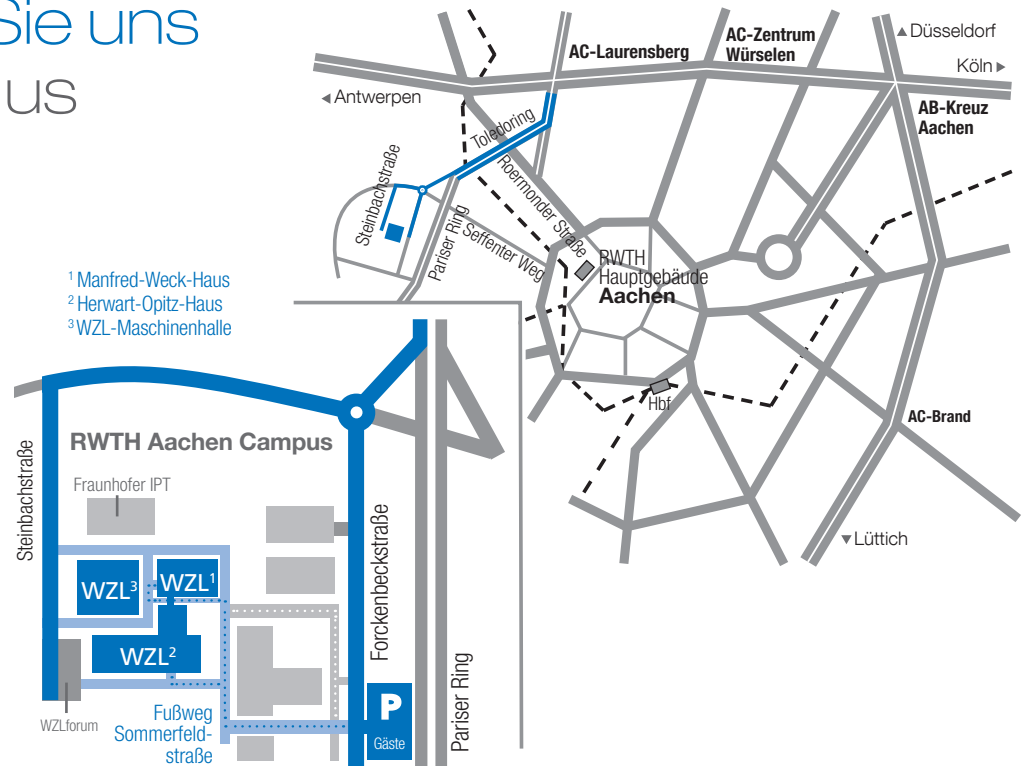 Sie uns
us
AC-Laurensberg
AC-Zentrum
Würselen
▲ Düsseldorf
Köln ▶
◀ Antwerpen
AB-Kreuz
Aachen
Toledoring
Roermonder Straße
Steinbachstraße
Pariser Ring
Seffenter Weg
RWTH
Hauptgebäude
Aachen
Hbf
AC-Brand
▼ Lüttich
¹ Manfred-Weck-Haus
² Herwart-Opitz-Haus
³ WZL-Maschinenhalle
RWTH Aachen Campus
Steinbachstraße
Fraunhofer IPT
Forckenbeckstraße
WZL³
WZL¹
WZL²
WZLforum
Fußweg
Sommerfeld-
straße
P
Gäste
Pariser Ring